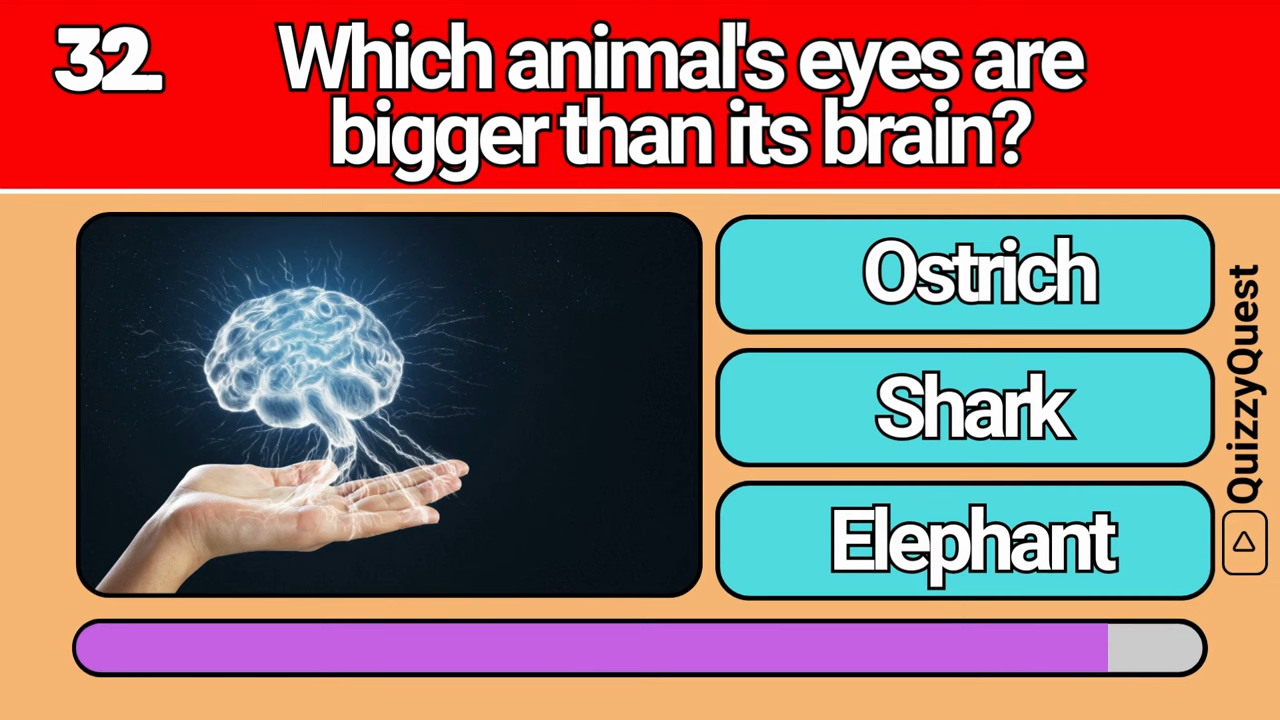 32
Which animal's eyes are
bigger than its brain?
Ostrich
Shark
Elephant
QuizzyQuest